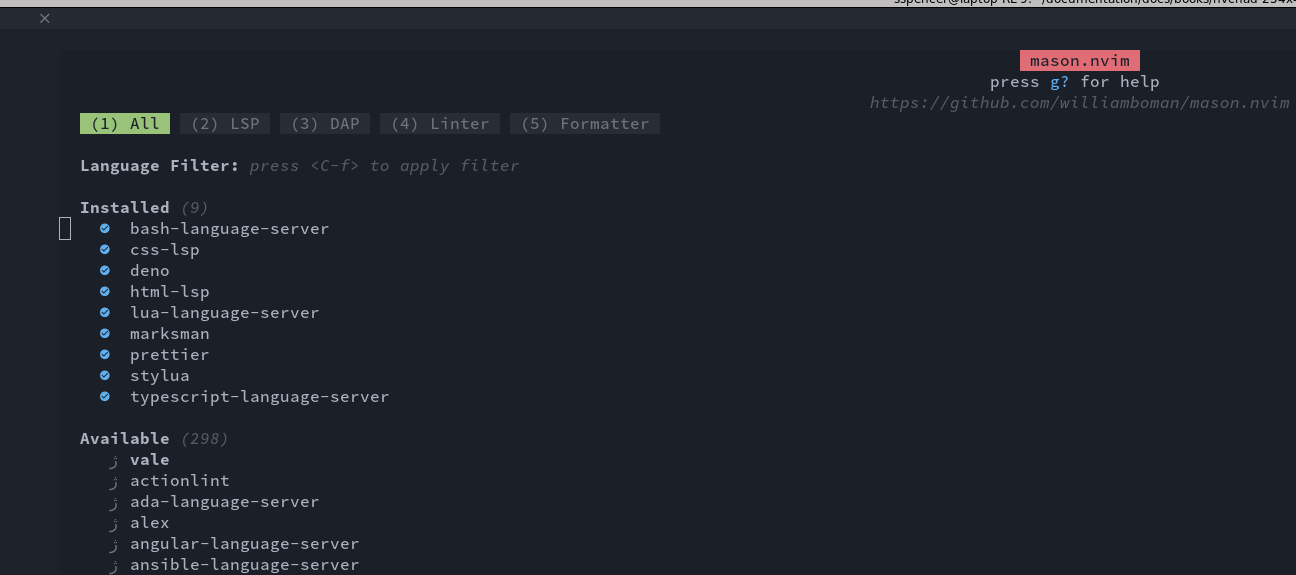 mason.nvim
press g? for help
https://github.com/williamboman/mason.nvim
(1) All (2) LSP (3) DAP (4) Linter (5) Formatter
Language Filter: press <C-f> to apply filter
Installed (9)
bash-language-server
css-lsp
deno
html-lsp
lua-language-server
marksman
prettier
stylua
typescript-language-server
Available (298)
ﮊ vale
ﮊ actionlint
ﮊ ada-language-server
ﮊ alex
ﮊ angular-language-server
ﮊ ansible-language-server